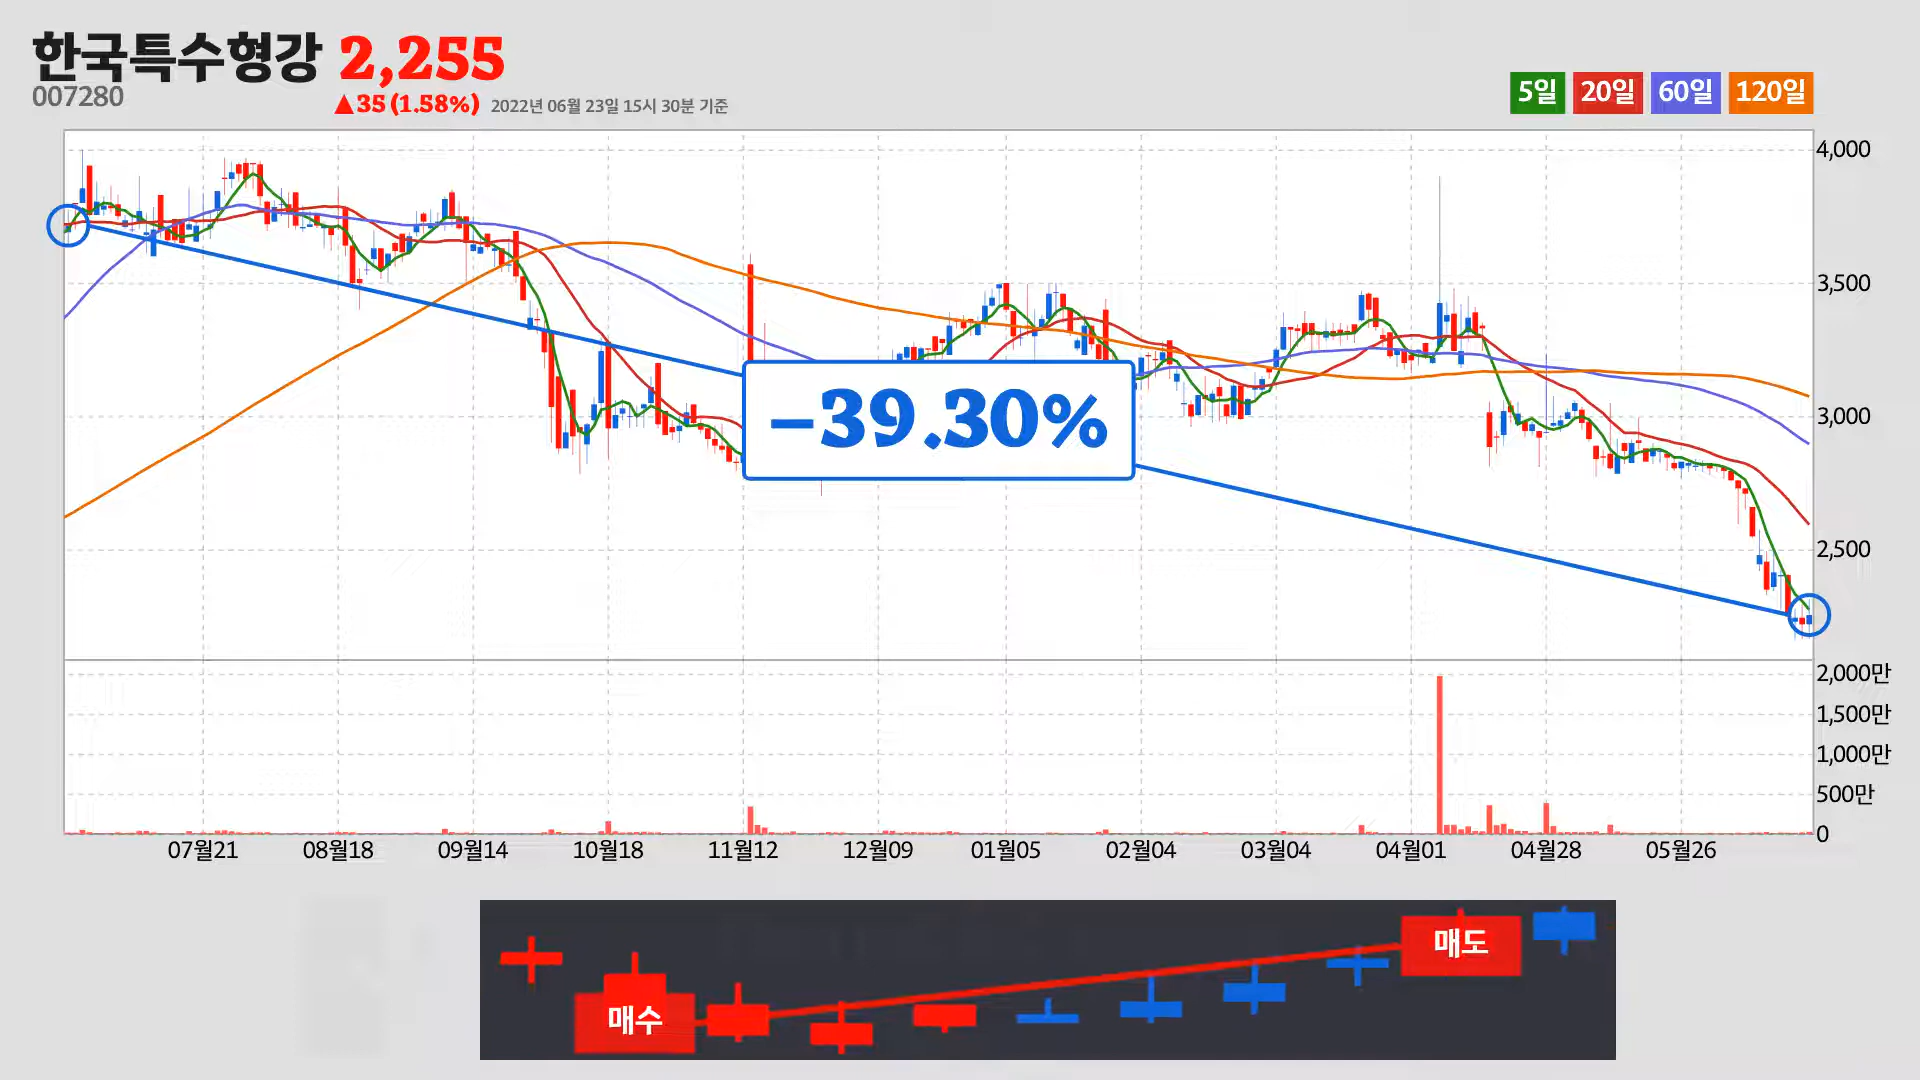 한국특수형강 2,255
007280
▲35 (1.58%) 2022년 06월 23일 15시 30분 기준
5일 20일 60일 120일
4,000
3,500
3,000
2,500
-39.30%
2,000만
1,500만
1,000만
500만
0
07월21 08월18 09월14 10월18 11월12 12월09 01월05 02월04 03월04 04월01 04월28 05월26
매도
매수